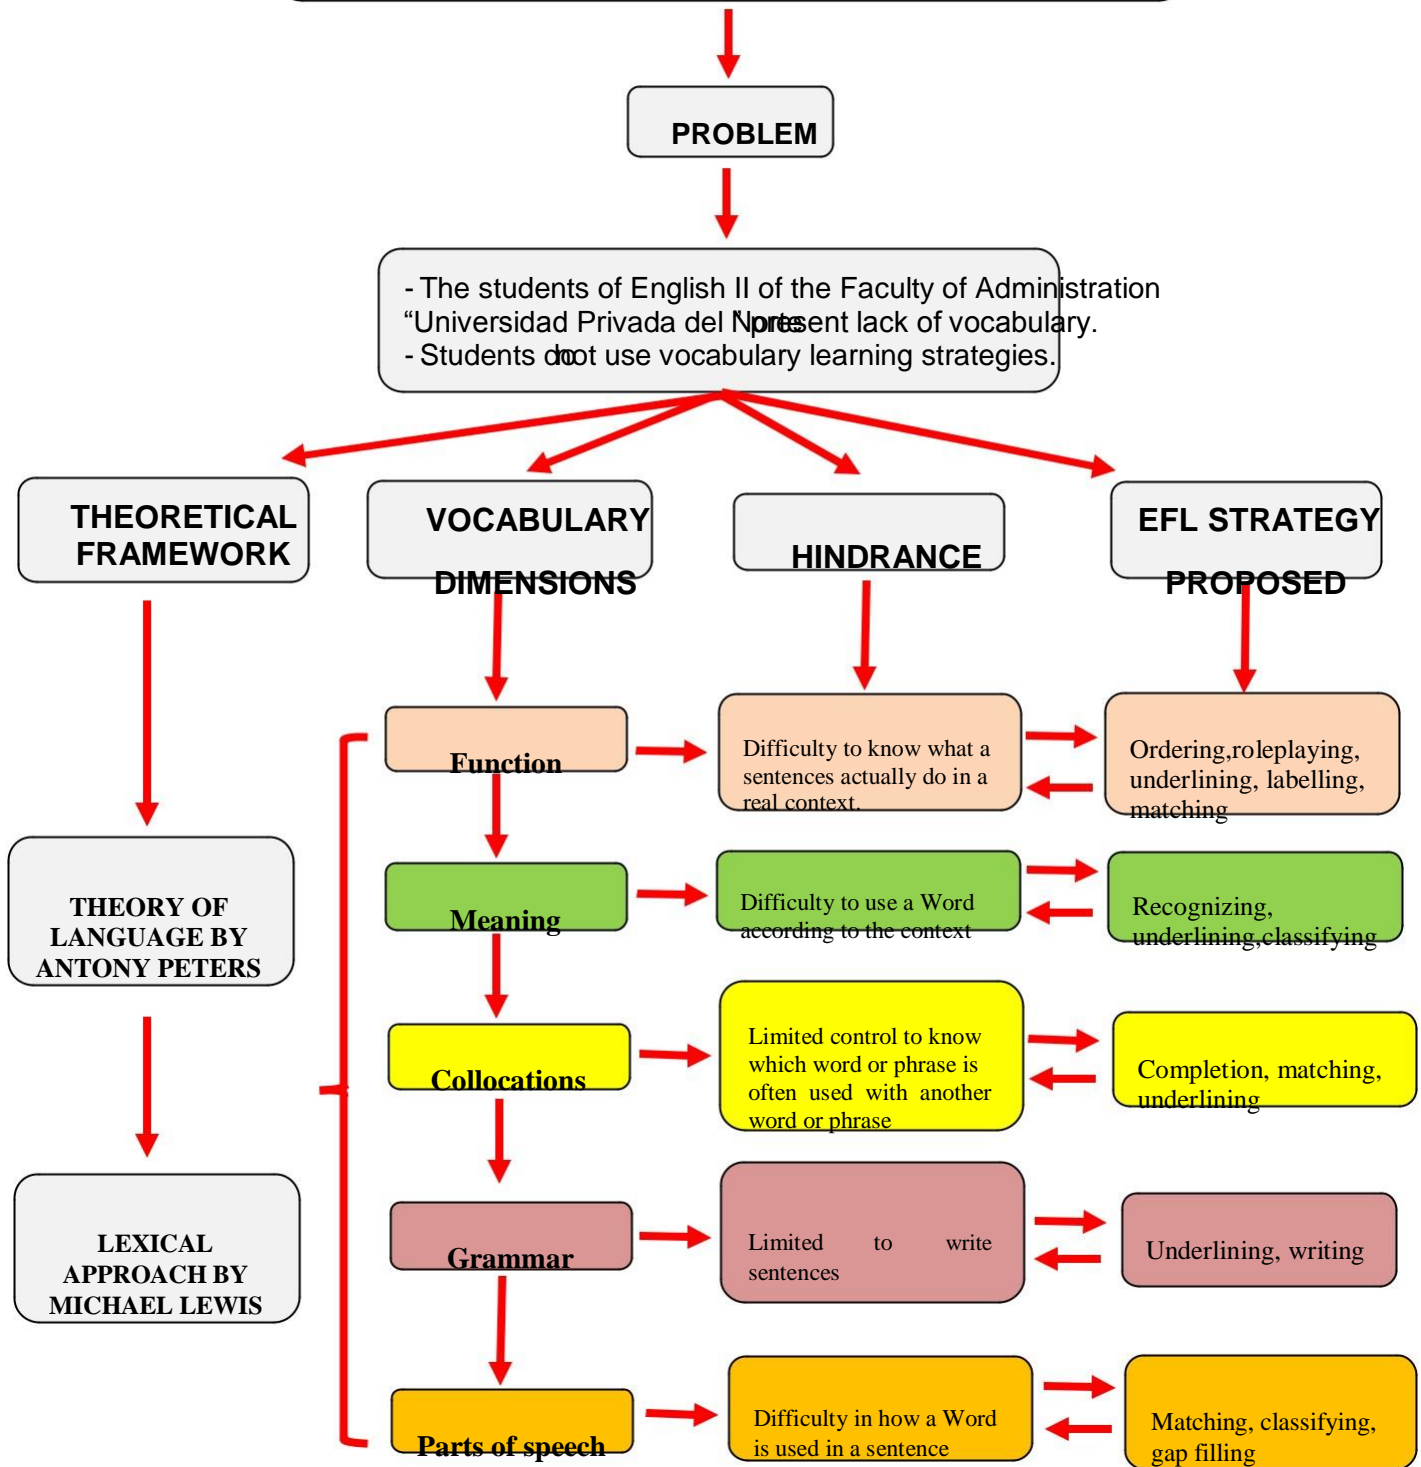 PROBLEM
- The students of English II of the Faculty of Administration
“Universidad Privada del Norte” present lack of vocabulary.
- Students do not use vocabulary learning strategies.
THEORETICAL
FRAMEWORK
VOCABULARY
DIMENSIONS
HINDRANCE
EFL STRATEGY
PROPOSED
Function
Difficulty to know what a
sentences actually do in a
real context.
Ordering,roleplaying,
underlining, labelling,
matching
THEORY OF
LANGUAGE BY
ANTONY PETERS
Meaning
Difficulty to use a Word
according to the context
Recognizing,
underlining,classifying
Collocations
Limited control to know
which word or phrase is
often used with another
word or phrase
Completion, matching,
underlining
LEXICAL
APPROACH BY
MICHAEL LEWIS
Grammar
Limited to write
sentences
Underlining, writing
Parts of speech
Difficulty in how a Word
is used in a sentence
Matching, classifying,
gap filling